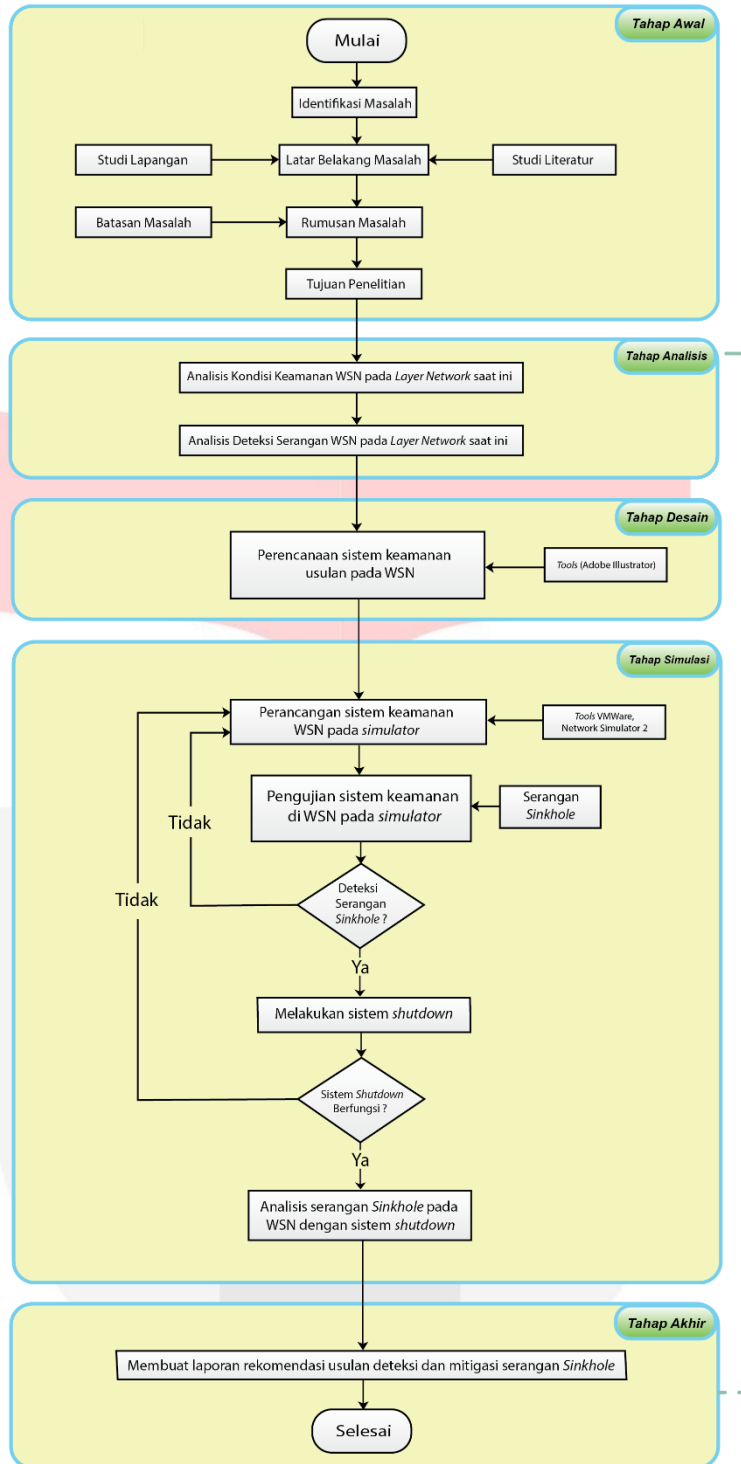 Tahap Awal
Mulai
Identifikasi Masalah
Studi Lapangan
Latar Belakang Masalah
Studi Literatur
Batasan Masalah
Rumusan Masalah
Tujuan Penelitian
Tahap Analisis
Analisis Kondisi Keamanan WSN pada Layer Network saat ini
Analisis Deteksi Serangan WSN pada Layer Network saat ini
Tahap Desain
Perencanaan sistem keamanan
usulan pada WSN
Tools (Adobe Illustrator)
Tahap Simulasi
Perancangan sistem keamanan
WSN pada simulator
Tools VMWare,
Network Simulator 2
Pengujian sistem keamanan
di WSN pada simulator
Serangan
Sinkhole
Tidak
Tidak
Deteksi
Serangan
Sinkhole ?
Ya
Melakukan sistem shutdown
Sistem Shutdown
Berfungsi ?
Ya
Analisis serangan Sinkhole pada
WSN dengan sistem shutdown
Tahap Akhir
Membuat laporan rekomendasi usulan deteksi dan mitigasi serangan Sinkhole
Selesai